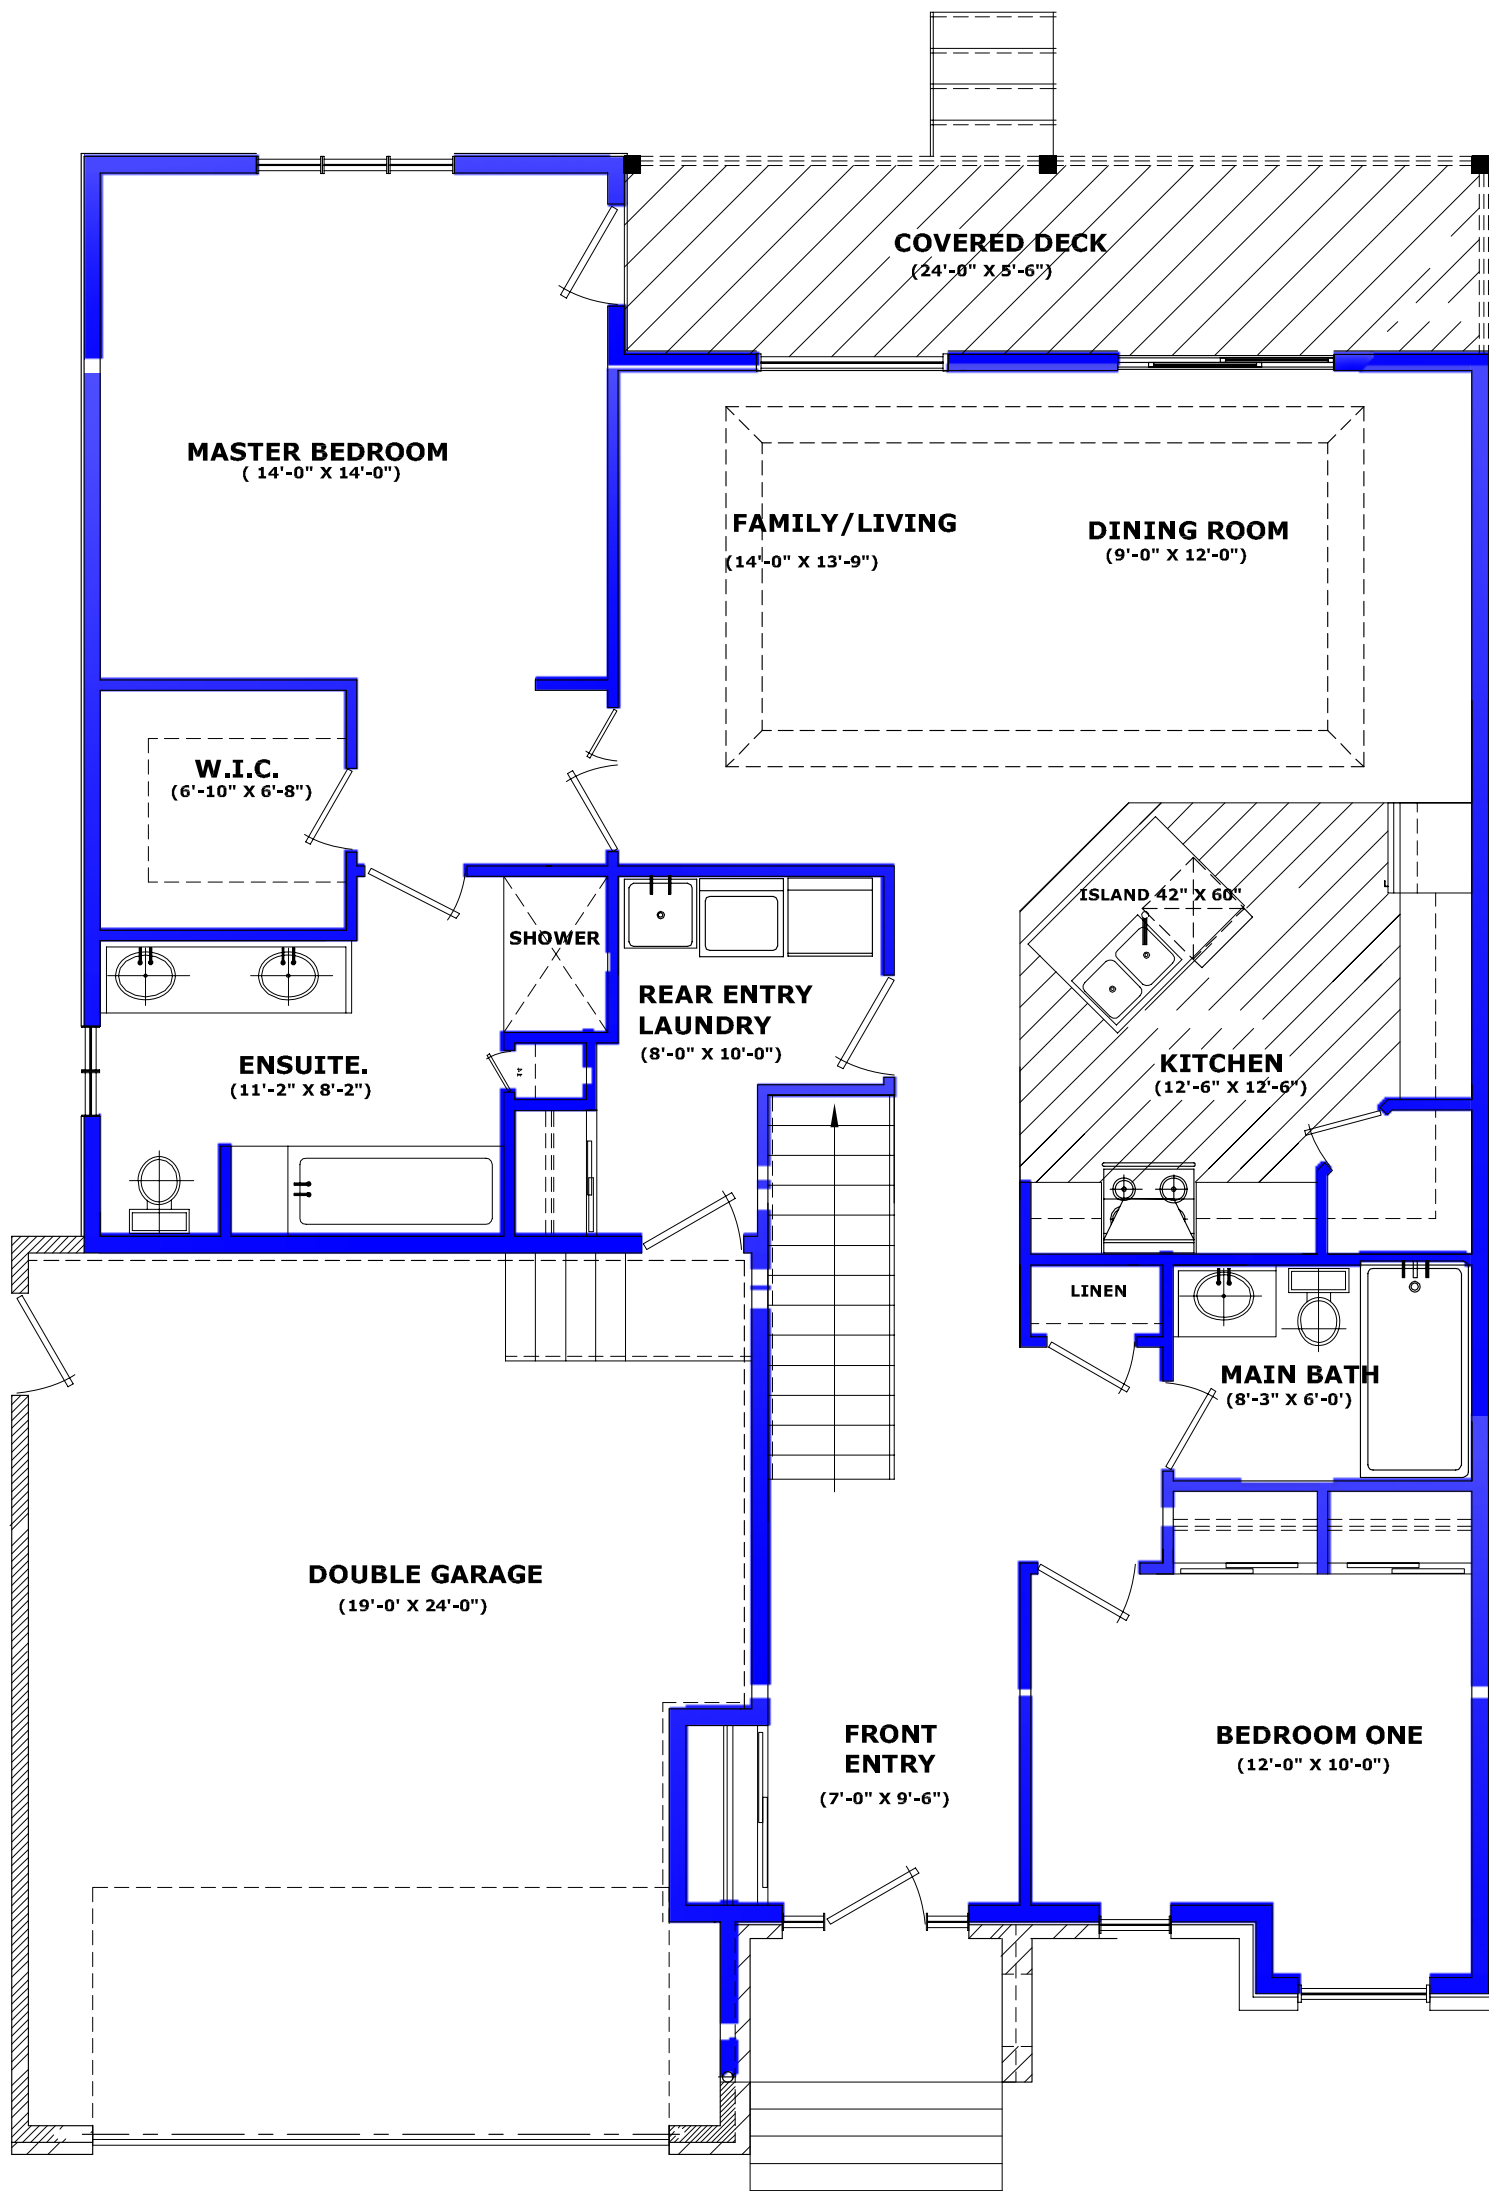 COVERED DECK
(24'-0" X 5'-6")
MASTER BEDROOM
( 14'-0" X 14'-0")
FAMILY/LIVING
(14'-0" X 13'-9")
DINING ROOM
(9'-0" X 12'-0")
W.I.C.
(6'-10" X 6'-8")
ISLAND 42" X 60"
SHOWER
REAR ENTRY
LAUNDRY
(8'-0" X 10'-0")
ENSUITE.
(11'-2" X 8'-2")
KITCHEN
(12'-6" X 12'-6")
LINEN
MAIN BATH
(8'-3" X 6'-0')
DOUBLE GARAGE
(19'-0' X 24'-0")
FRONT
ENTRY
(7'-0" X 9'-6")
BEDROOM ONE
(12'-0" X 10'-0")